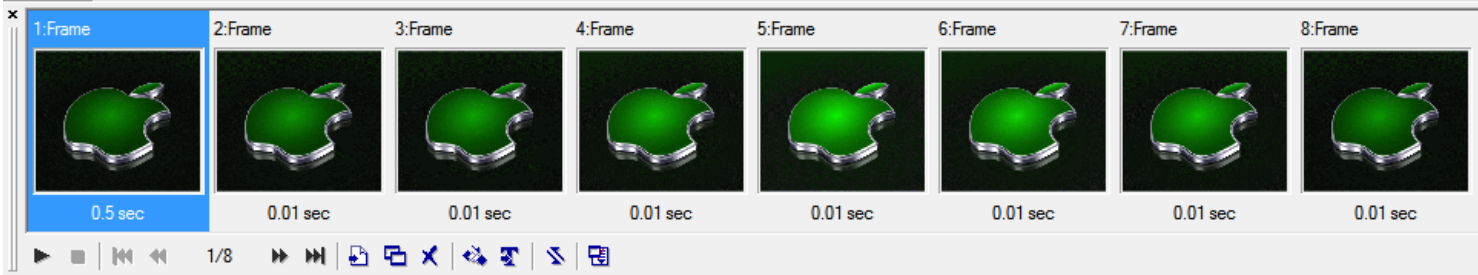 1:Frame 2:Frame 3:Frame 4:Frame 5:Frame 6:Frame 7:Frame 8:Frame
0.5 sec 0.01 sec 0.01 sec 0.01 sec 0.01 sec 0.01 sec 0.01 sec 0.01 sec
1/8